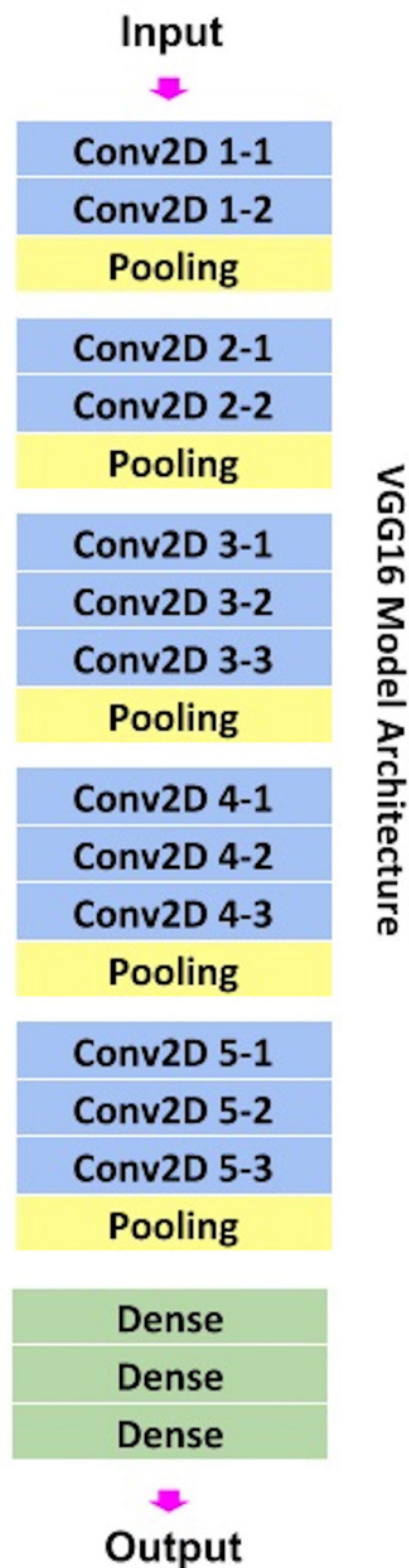 Input
Conv2D 1-1
Conv2D 1-2
Pooling
Conv2D 2-1
Conv2D 2-2
Pooling
Conv2D 3-1
Conv2D 3-2
Conv2D 3-3
Pooling
Conv2D 4-1
Conv2D 4-2
Conv2D 4-3
Pooling
Conv2D 5-1
Conv2D 5-2
Conv2D 5-3
Pooling
Dense
Dense
Dense
Output
VGG16 Model Architecture